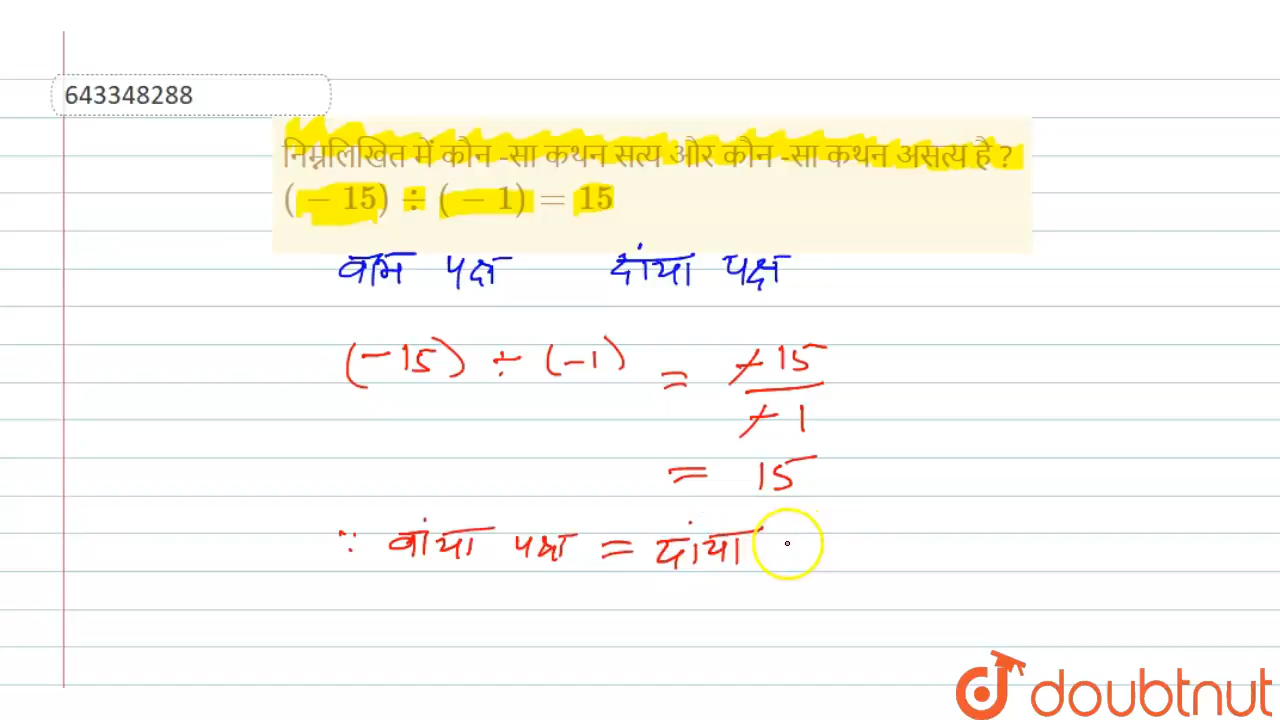 643348288
निम्नलिखित में कौन -सा कथन सत्य और कौन -सा कथन असत्य है ?
( − 15) ÷ ( − 1) = 15
वाम पक्ष दांया पक्ष
(−15) ÷ (−1) = −15
−1
= 15
∵ बांया पक्ष = दांया
doubtnut